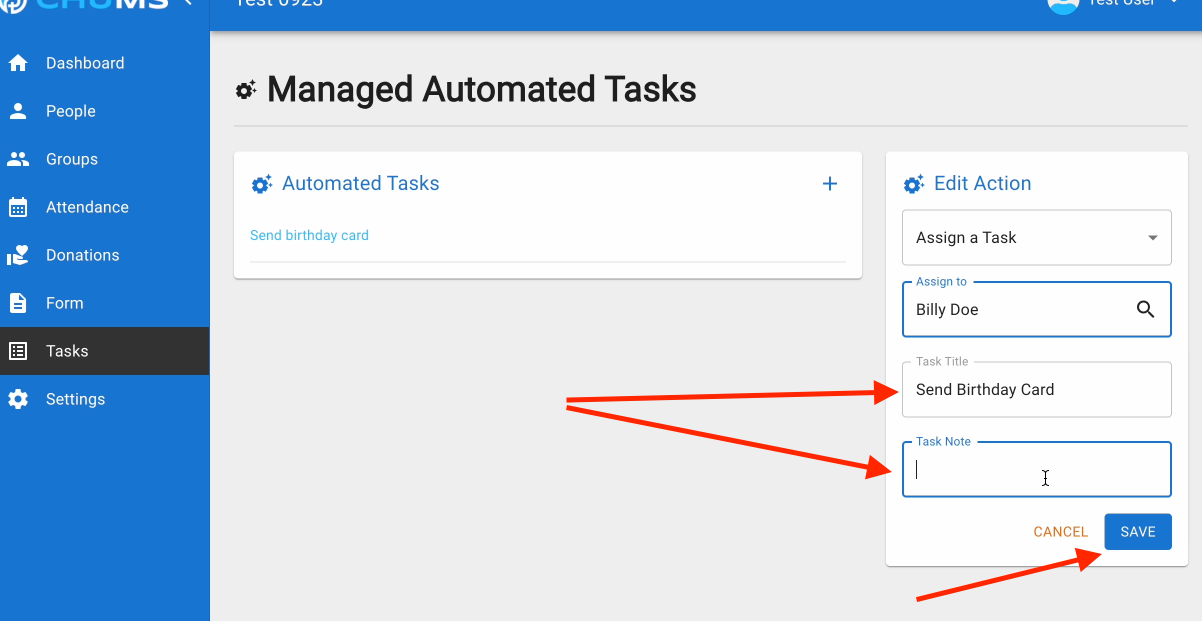 CHUMS
Test 0923
Test User
Dashboard
People
Groups
Attendance
Donations
Form
Tasks
Settings
Managed Automated Tasks
Automated Tasks
+
Send birthday card
Edit Action
Assign a Task
Assign to
Billy Doe
Task Title
Send Birthday Card
Task Note
CANCEL
SAVE